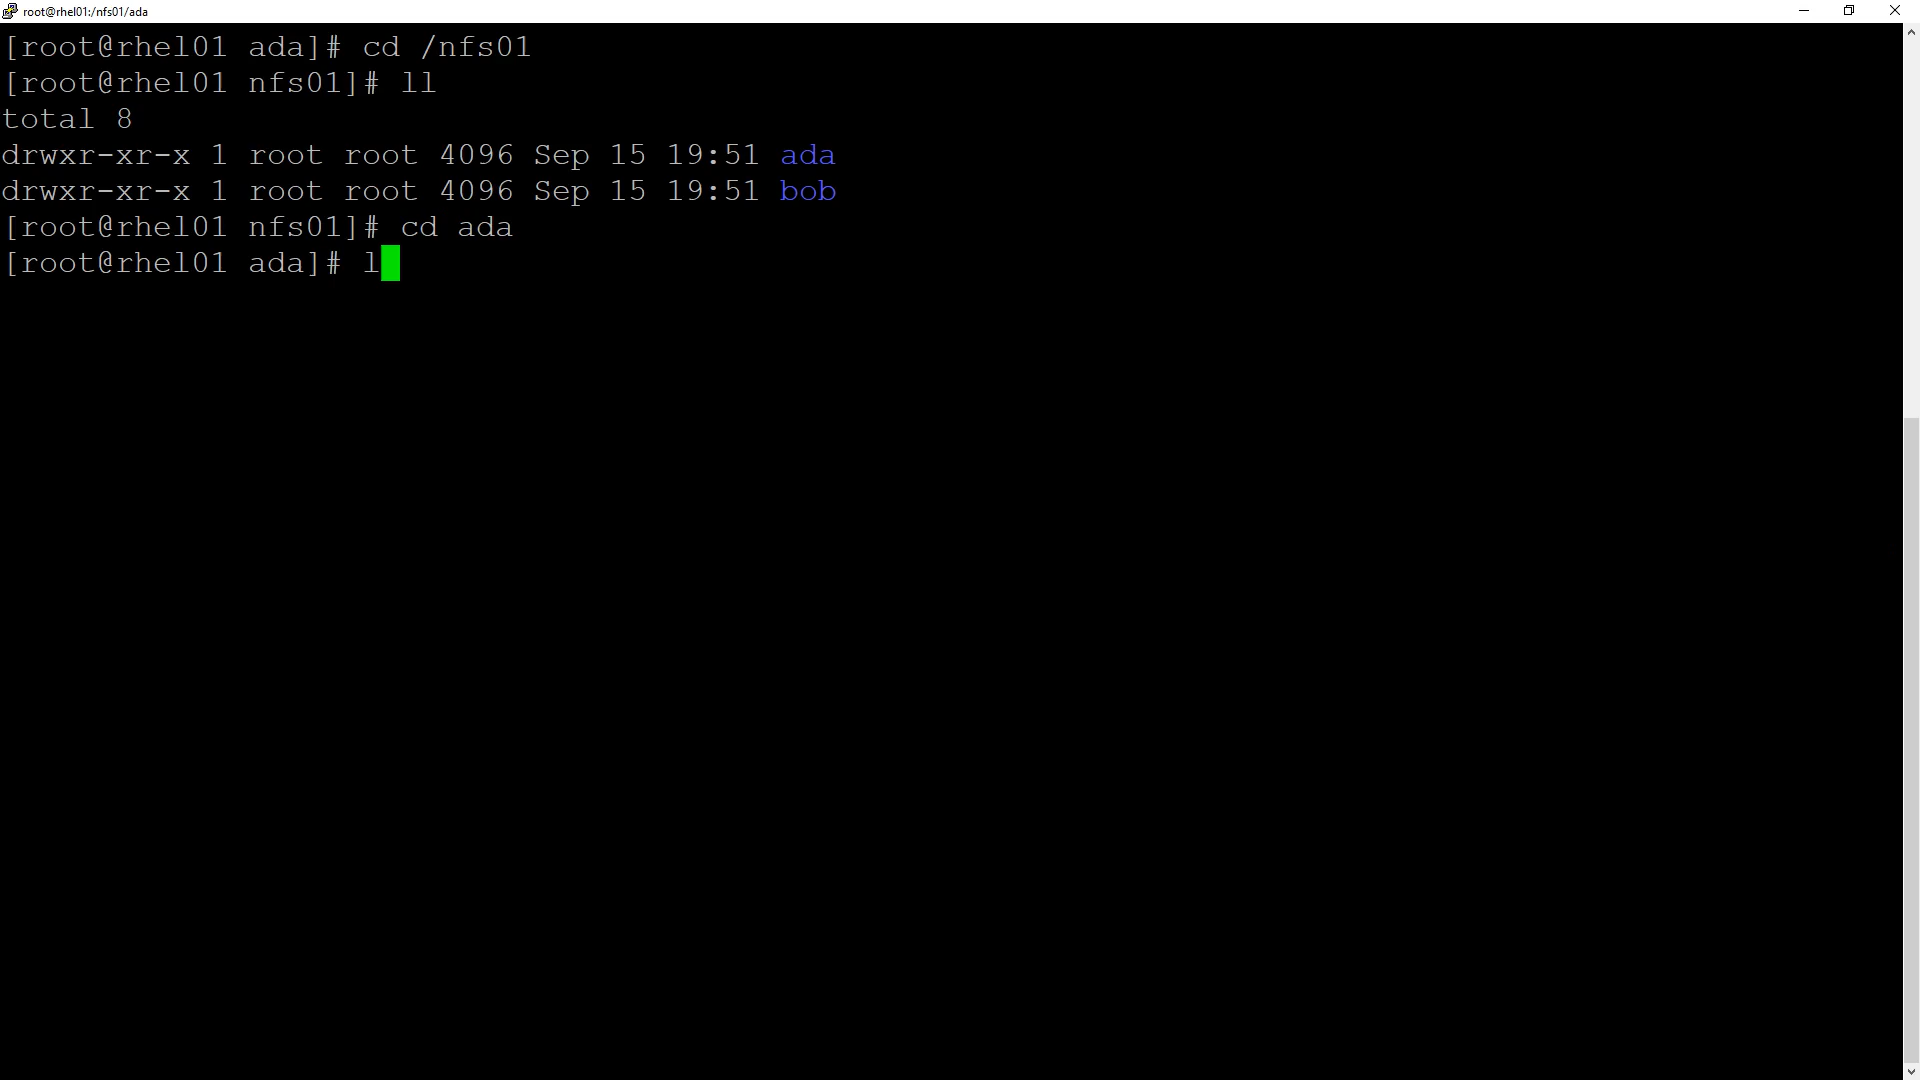 root@rhel01:/nfs01/ada
[root@rhel01 ada]# cd /nfs01
[root@rhel01 nfs01]# ll
total 8
drwxr-xr-x 1 root root 4096 Sep 15 19:51 ada
drwxr-xr-x 1 root root 4096 Sep 15 19:51 bob
[root@rhel01 nfs01]# cd ada
[root@rhel01 ada]# l